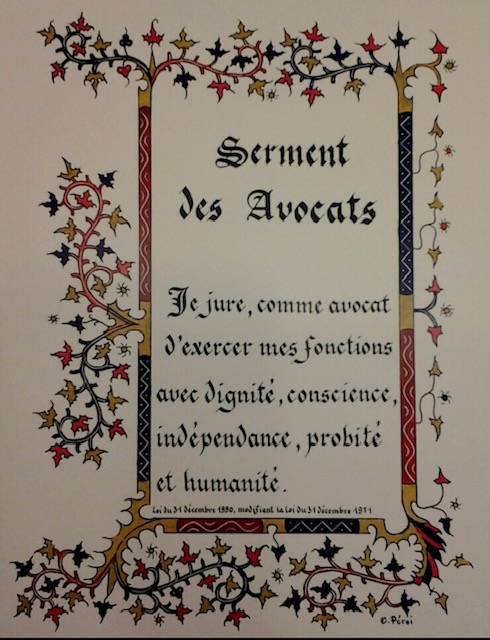 Serment
des Avocats
Je jure, comme avocat
d'exercer mes fonctions
avec dignité, conscience,
indépendance, probité
et humanité.
Loi du 31 décembre 1990, modifiant la Loi du 31 décembre 1971